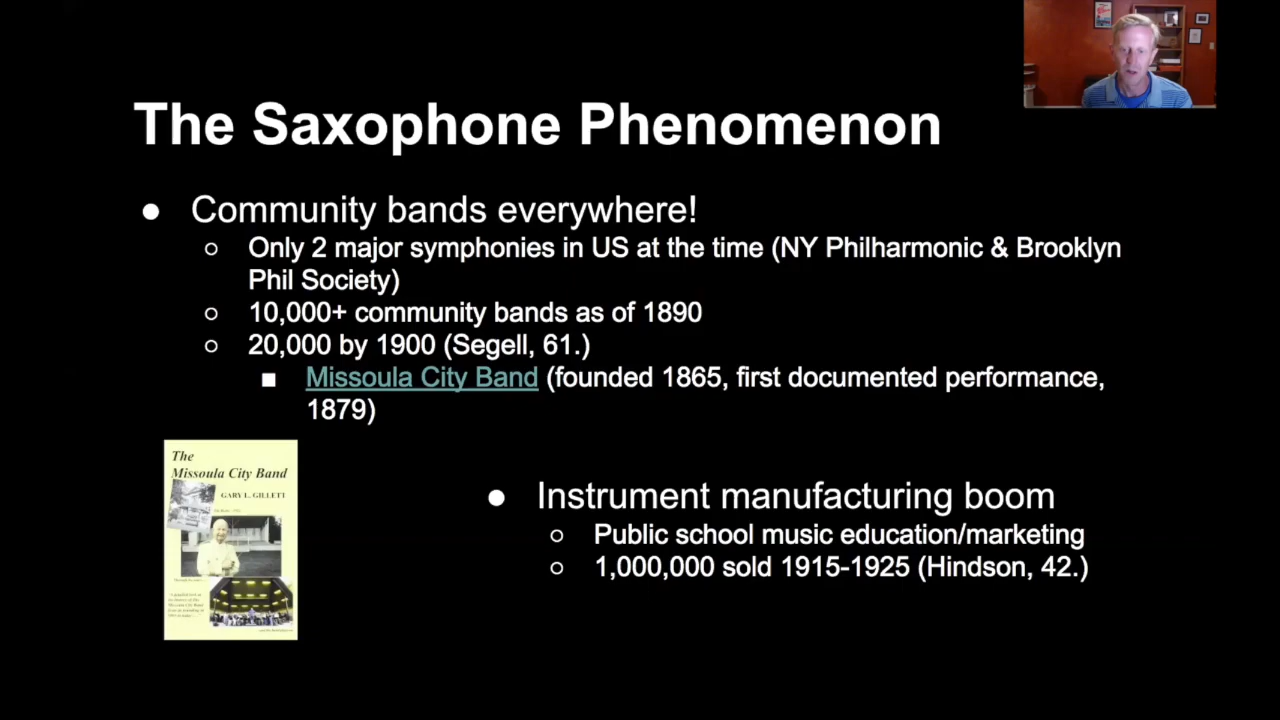 The Saxophone Phenomenon
● Community bands everywhere!
○ Only 2 major symphonies in US at the time (NY Philharmonic & Brooklyn
Phil Society)
○ 10,000+ community bands as of 1890
○ 20,000 by 1900 (Segell, 61.)
■ Missoula City Band (founded 1865, first documented performance,
1879)
The
Missoula City Band
GARY L. GILLETT
● Instrument manufacturing boom
○ Public school music education/marketing
○ 1,000,000 sold 1915-1925 (Hindson, 42.)